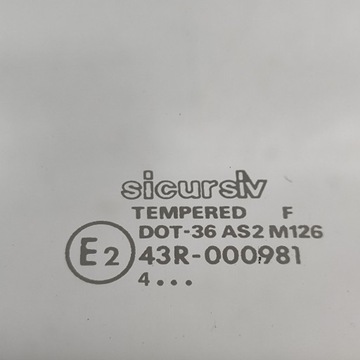 sicursiv
TEMPERED F
DOT-36 AS2 M126
E2 43R-000981
4...